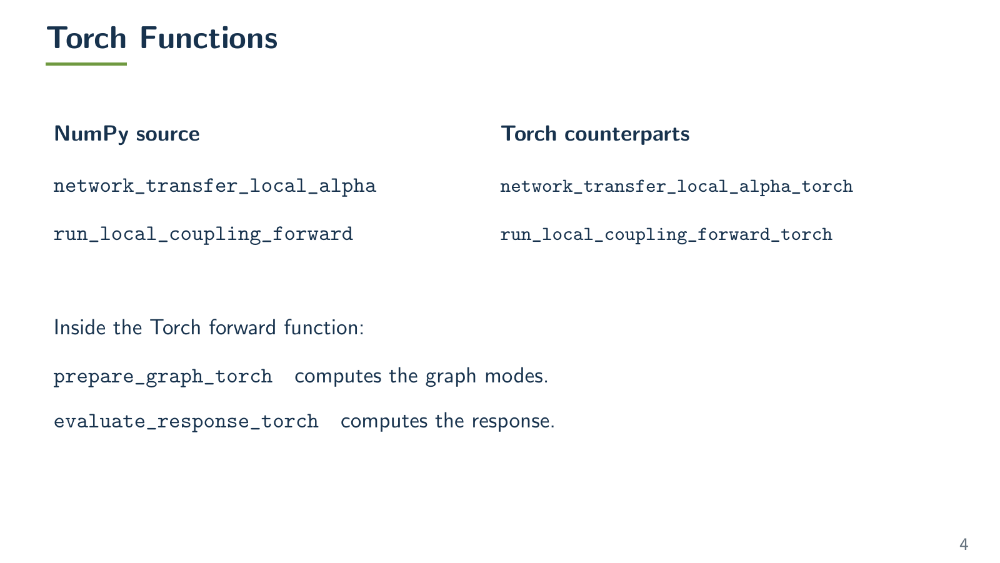 Torch Functions
NumPy source
network_transfer_local_alpha
run_local_coupling_forward
Torch counterparts
network_transfer_local_alpha_torch
run_local_coupling_forward_torch
Inside the Torch forward function:
prepare_graph_torch computes the graph modes.
evaluate_response_torch computes the response.
4